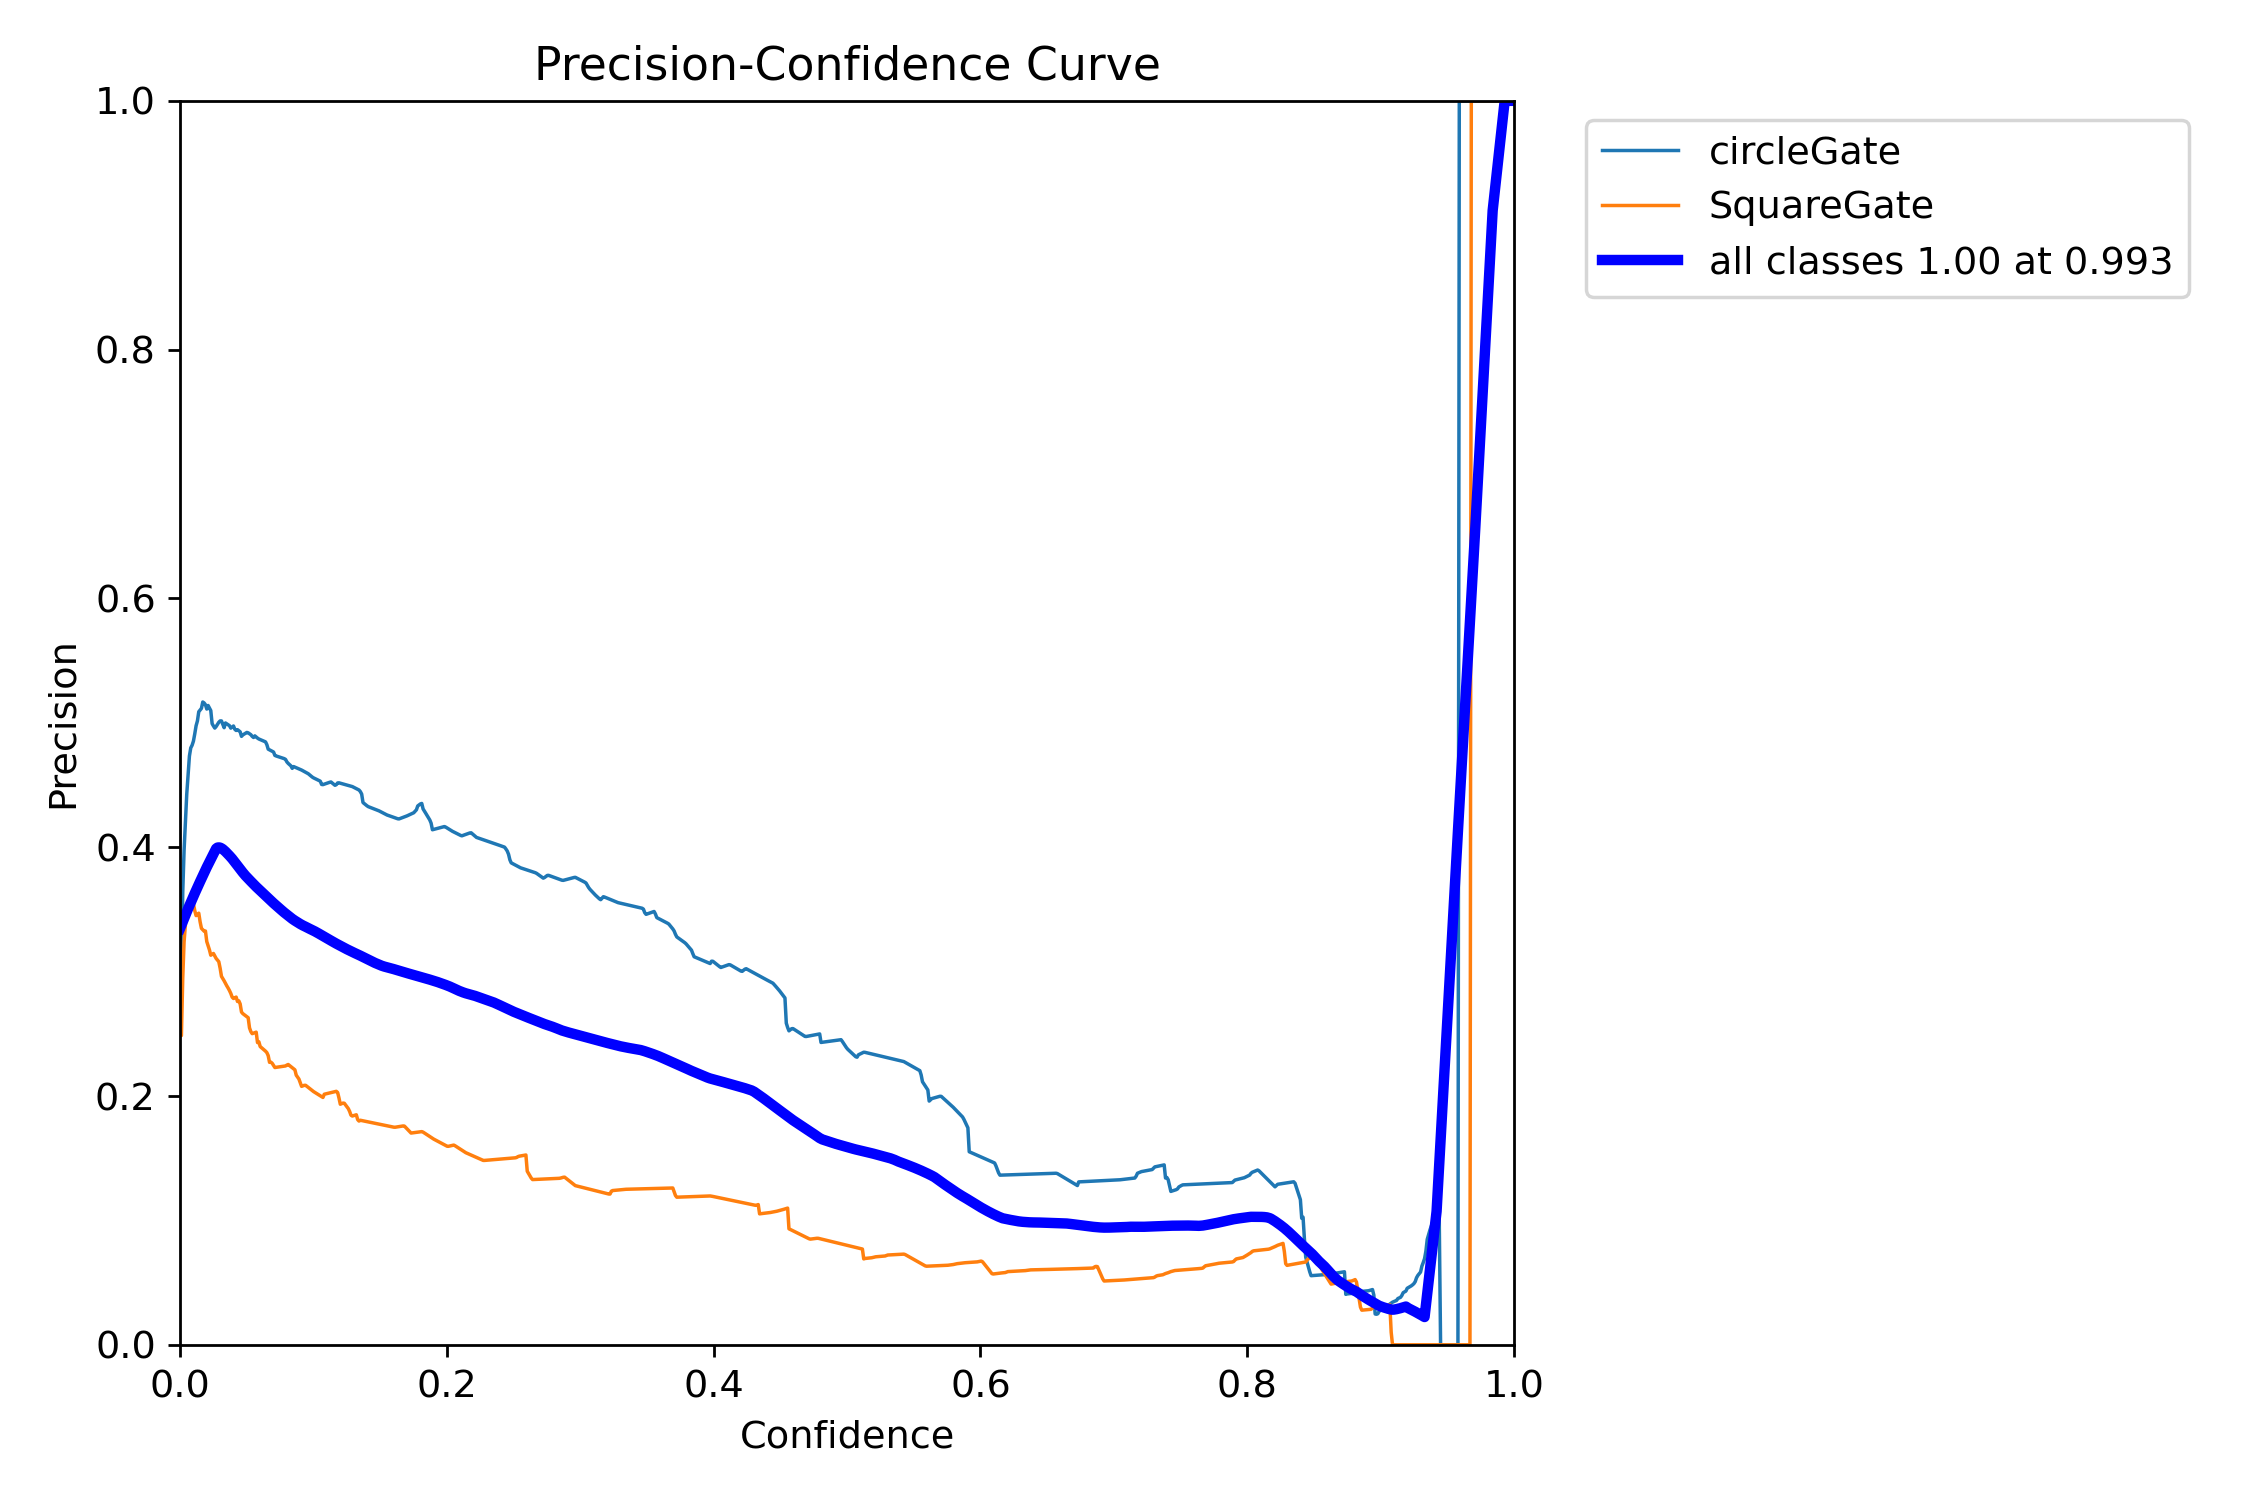 Precision-Confidence Curve
circleGate
SquareGate
all classes 1.00 at 0.993
Precision
1.0
0.8
0.6
0.4
0.2
0.0
0.0 0.2 0.4 0.6 0.8 1.0
Confidence